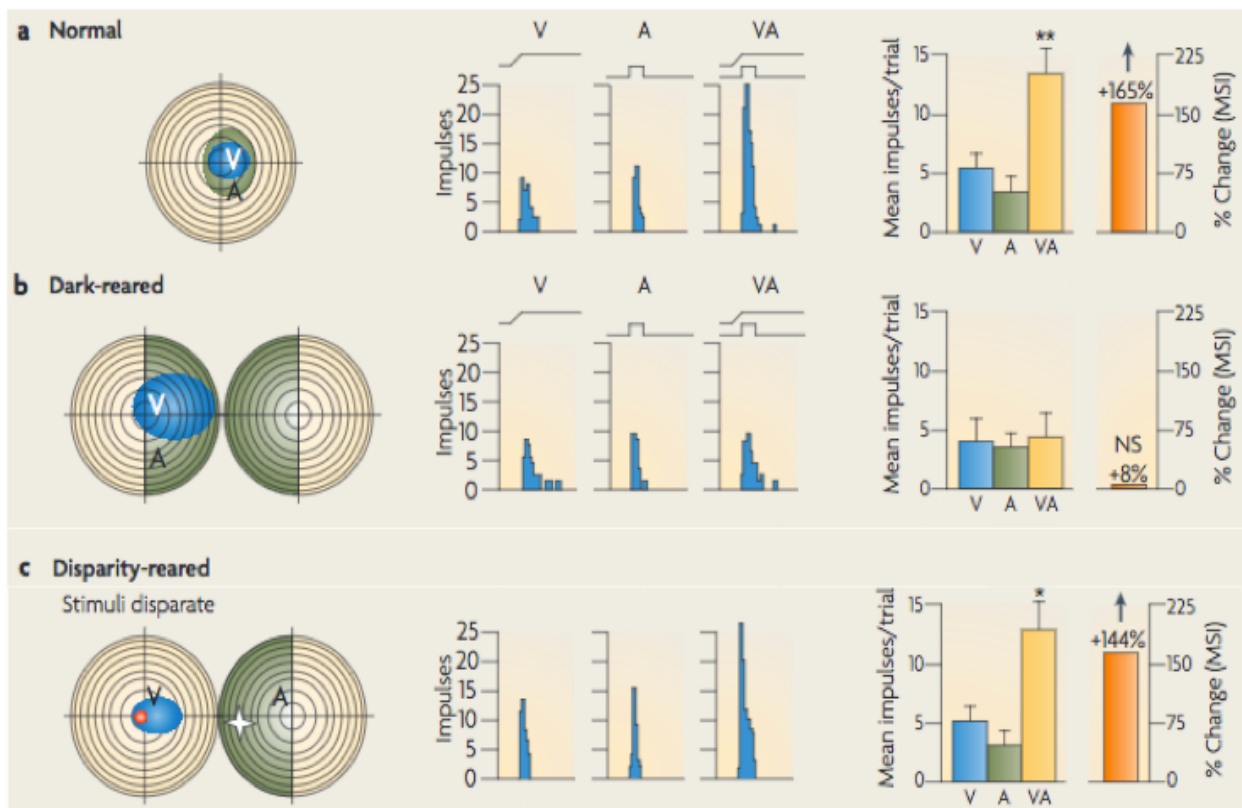 a Normal
V A VA
V
A
Impulses
25
20
15
10
5
0
Mean impulses/trial
15
10
5
0
**
V A VA
+165%
225
150
75
0
% Change (MSI)
b Dark-reared
V A VA
V
A
Impulses
25
20
15
10
5
0
Mean impulses/trial
15
10
5
0
V A VA
NS
+8%
225
150
75
0
% Change (MSI)
c Disparity-reared
Stimuli disparate
V A
Impulses
25
20
15
10
5
0
Mean impulses/trial
15
10
5
0
*
V A VA
+144%
225
150
75
0
% Change (MSI)